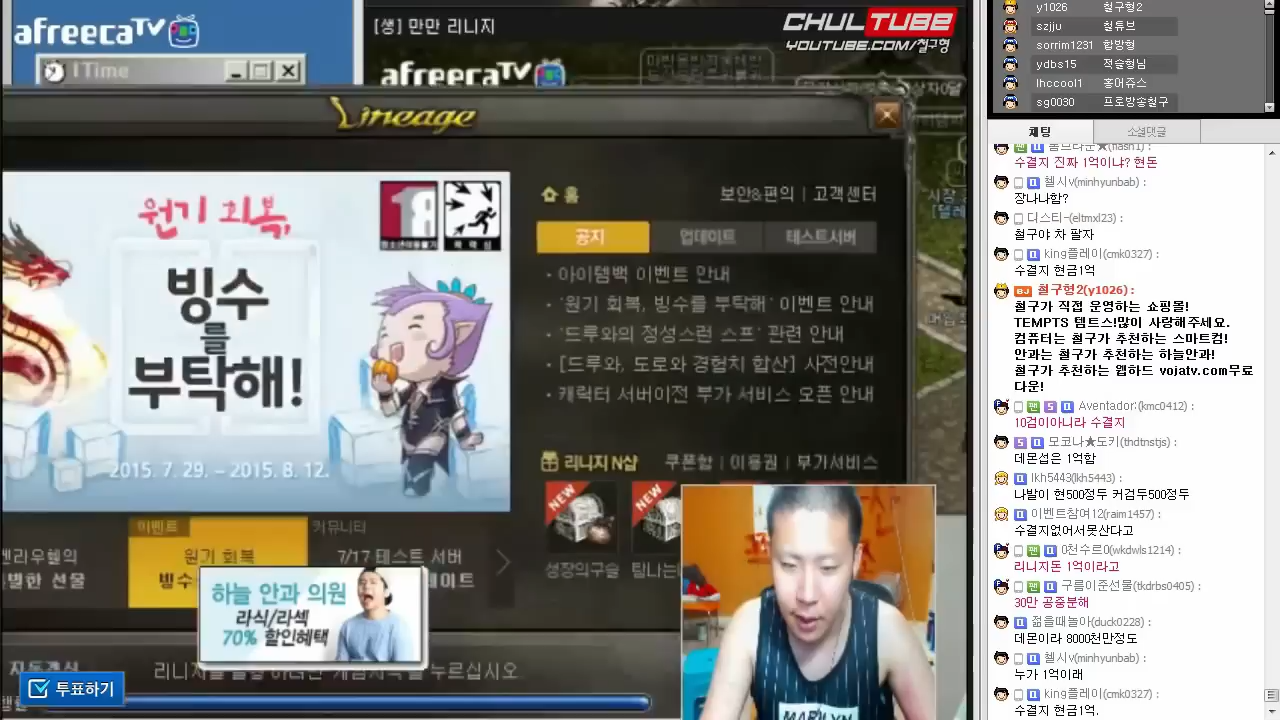 afreecaTV
1Time
[생] 만만 리니지
afreecaTV
CHULTUBE
YOUTUBE.COM/철구형
Lineage
원기 회복,
빙수
를
부탁해!
2015. 7. 29. – 2015. 8. 12.
18
홈
보안&편의 | 고객센터
공지
업데이트
테스트서버
· 아이템백 이벤트 안내
· '원기 회복, 빙수를 부탁해' 이벤트 안내
· '드루와의 정성스런 스프' 관련 안내
· [드루와, 도로와 경험치 합산] 사전안내
· 캐릭터 서버이전 부가 서비스 오픈 안내
리니지 N샵
쿠폰함 | 이용권 | 부가서비스
NEW
NEW
성장의구슬
이벤트
커뮤니티
켄리우헬의
별한 선물
원기 회복
빙수
7/17 테스트 서버
하늘 안과 의원
라식/라섹
70% 할인혜택
투표하기
누르십시오
MARILYN
y1026 철구형2
szjju 철튜브
sorrim1231 합방형
ydbs15 적슬형님
lhccool1 홍머쥬스
sg0030 프로방송철구
채팅
소셜댓글
수결지 진짜 1억이냐? 현돈
첼시v(minhyunbab) :
장나나함?
디스티-(eltmxl23) :
철구야 차 팔자
king플레이(cmk0327) :
수결지 현금1억
BJ 철구형2(y1026) :
철구가 직접 운영하는 쇼핑몰!
TEMPTS 템트스!많이 사랑해주세요.
컴퓨터는 철구가 추천하는 스마트컴!
안과는 철구가 추천하는 하늘안과!
철구가 추천하는 웹하드 vojatv.com무료
다운!
팬 S Aventador:(kmc0412) :
10검이아니라 수결지
S 모코나★도키(thdtnstjs) :
데몬섭은 1억함
lkh5443(lkh5443) :
나발이 현500정두 커검두500정두
이벤트참여12(raim1457) :
수결지없어서못산다고
팬 0천수르0(wkdwls1214) :
리니지돈 1억이라고
팬 구름이준선물(tkdrbs0405) :
30만 공중분해
젊을때놀아(duck0228) :
데몬이라 8000천만정도
첼시v(minhyunbab) :
누가 1억이래
king플레이(cmk0327) :
수결지 현금1억.